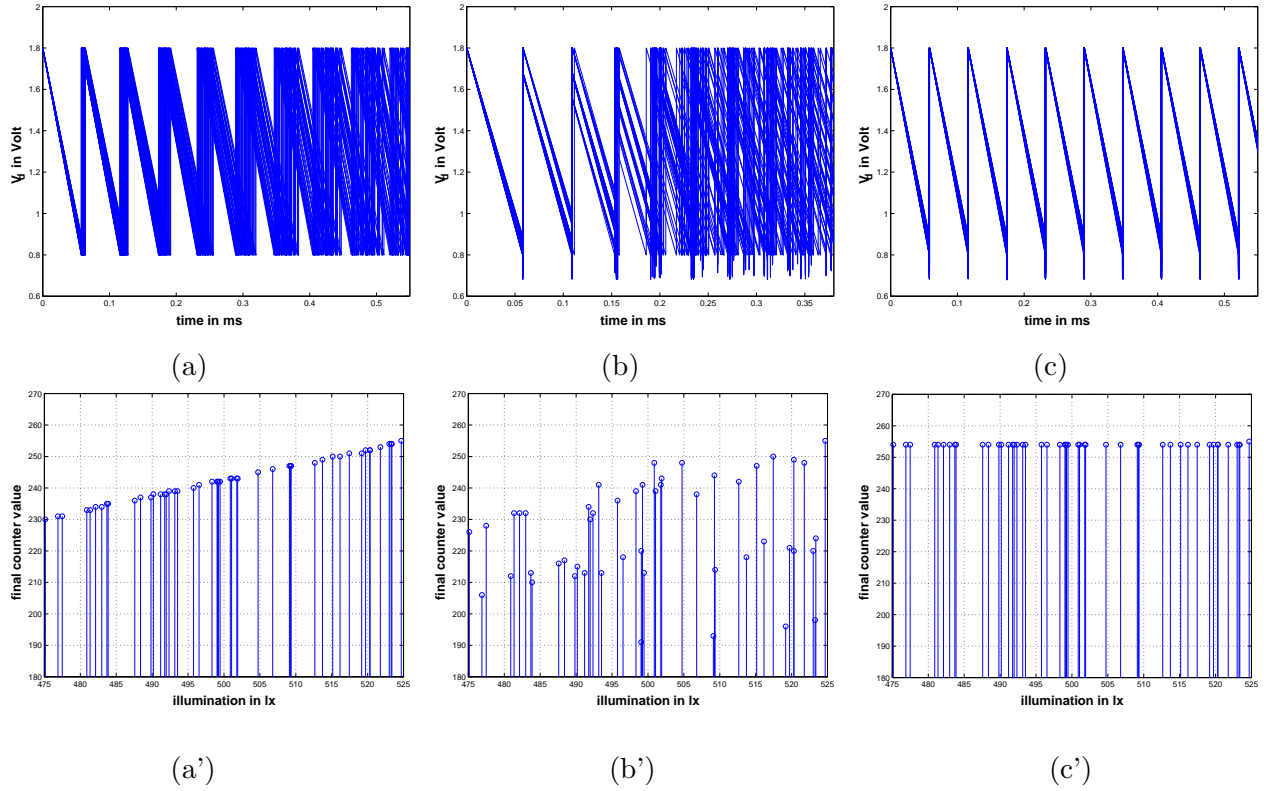 2
1.8
1.6
1.4
1.2
1
0.8
0.6
V_d in Volt
0 0.1 0.2 0.3 0.4 0.5
time in ms
(a)
2
1.8
1.6
1.4
1.2
1
0.8
0.6
V_d in Volt
0 0.05 0.1 0.15 0.2 0.25 0.3 0.35
time in ms
(b)
2
1.8
1.6
1.4
1.2
1
0.8
0.6
V_d in Volt
0 0.1 0.2 0.3 0.4 0.5
time in ms
(c)
270
260
250
240
230
220
210
200
190
180
final counter value
475 480 485 490 495 500 505 510 515 520 525
illumination in lx
(a')
270
260
250
240
230
220
210
200
190
180
final counter value
475 480 485 490 495 500 505 510 515 520 525
illumination in lx
(b')
270
260
250
240
230
220
210
200
190
180
final counter value
475 480 485 490 495 500 505 510 515 520 525
illumination in lx
(c')